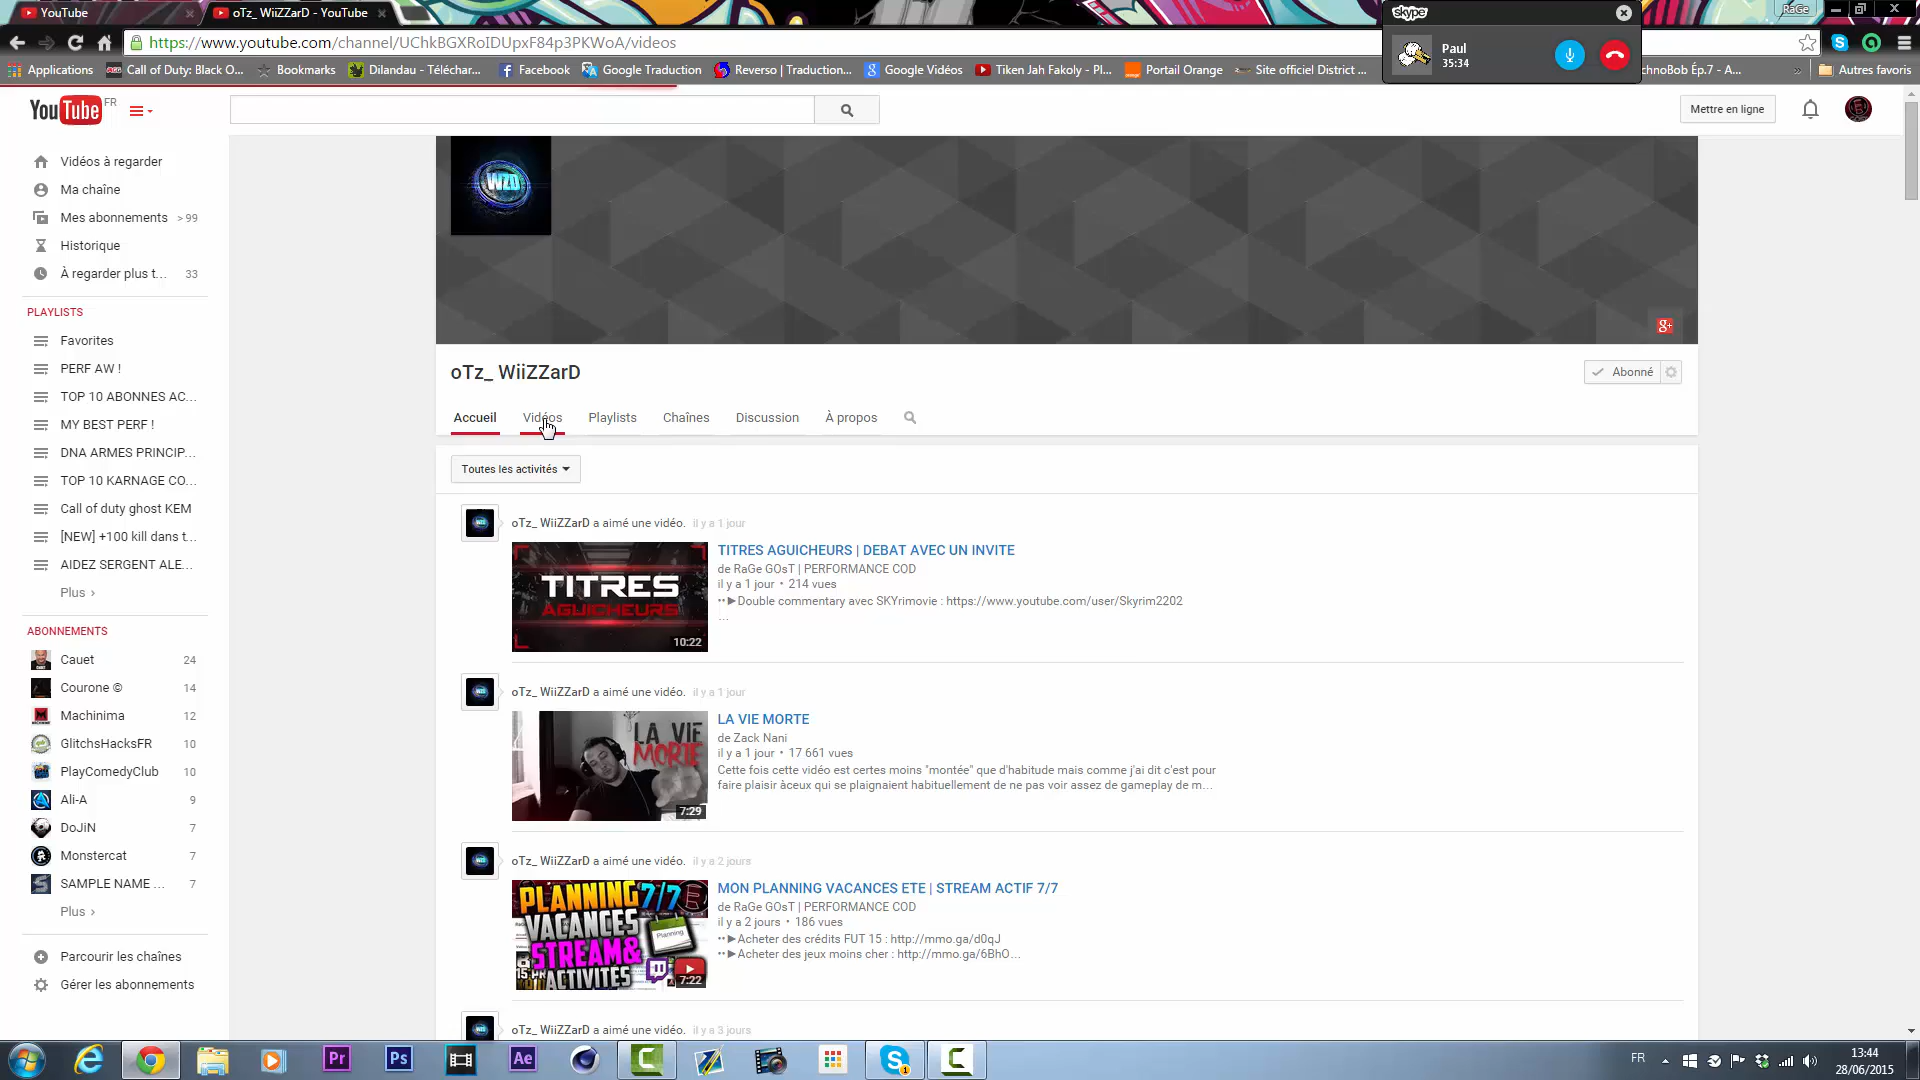 YouTube
oTz_ WiiZZarD - YouTube
RaGe
skype
Paul
35:34
https://www.youtube.com/channel/UChkBGXRoIDUpxF84p3PKWoA/videos
Applications
Call of Duty: Black O...
Bookmarks
Dilandau - Téléchar...
Facebook
Google Traduction
Reverso | Traduction...
Google Vidéos
Tiken Jah Fakoly - Pl...
Portail Orange
Site officiel District ...
chnoBob Ép.7 - A...
»
Autres favoris
YouTube FR
Mettre en ligne
Vidéos à regarder
Ma chaîne
Mes abonnements > 99
Historique
À regarder plus t... 33
PLAYLISTS
Favorites
PERF AW !
TOP 10 ABONNES AC...
MY BEST PERF !
DNA ARMES PRINCIP...
TOP 10 KARNAGE CO...
Call of duty ghost KEM
[NEW] +100 kill dans t...
AIDEZ SERGENT ALE...
Plus ›
ABONNEMENTS
Cauet 24
Courone © 14
Machinima 12
GlitchsHacksFR 10
PlayComedyClub 10
Ali-A 9
DoJiN 7
Monstercat 7
SAMPLE NAME ... 7
Plus ›
Parcourir les chaînes
Gérer les abonnements
WZD
g+
oTz_ WiiZZarD
Abonné
Accueil
Vidéos
Playlists
Chaînes
Discussion
À propos
Toutes les activités
oTz_ WiiZZarD a aimé une vidéo. il y a 1 jour
TITRES
AGUICHEURS
10:22
TITRES AGUICHEURS | DEBAT AVEC UN INVITE
de RaGe GOsT | PERFORMANCE COD
il y a 1 jour • 214 vues
••►Double commentary avec SKYrimovie : https://www.youtube.com/user/Skyrim2202
...
oTz_ WiiZZarD a aimé une vidéo. il y a 1 jour
LA VIE
MORTE
7:29
LA VIE MORTE
de Zack Nani
il y a 1 jour • 17 661 vues
Cette fois cette vidéo est certes moins "montée" que d'habitude mais comme j'ai dit c'est pour
faire plaisir àceux qui se plaignaient habituellement de ne pas voir assez de gameplay de m...
oTz_ WiiZZarD a aimé une vidéo. il y a 2 jours
PLANNING 7/7
VACANCES
STREAM&
ACTIVITES
Planning
7:22
MON PLANNING VACANCES ETE | STREAM ACTIF 7/7
de RaGe GOsT | PERFORMANCE COD
il y a 2 jours • 186 vues
••►Acheter des crédits FUT 15 : http://mmo.ga/d0qJ
••►Acheter des jeux moins cher : http://mmo.ga/6BhO...
oTz_ WiiZZarD a aimé une vidéo. il y a 3 jours
Pr
Ps
Ae
FR
13:44
28/06/2015